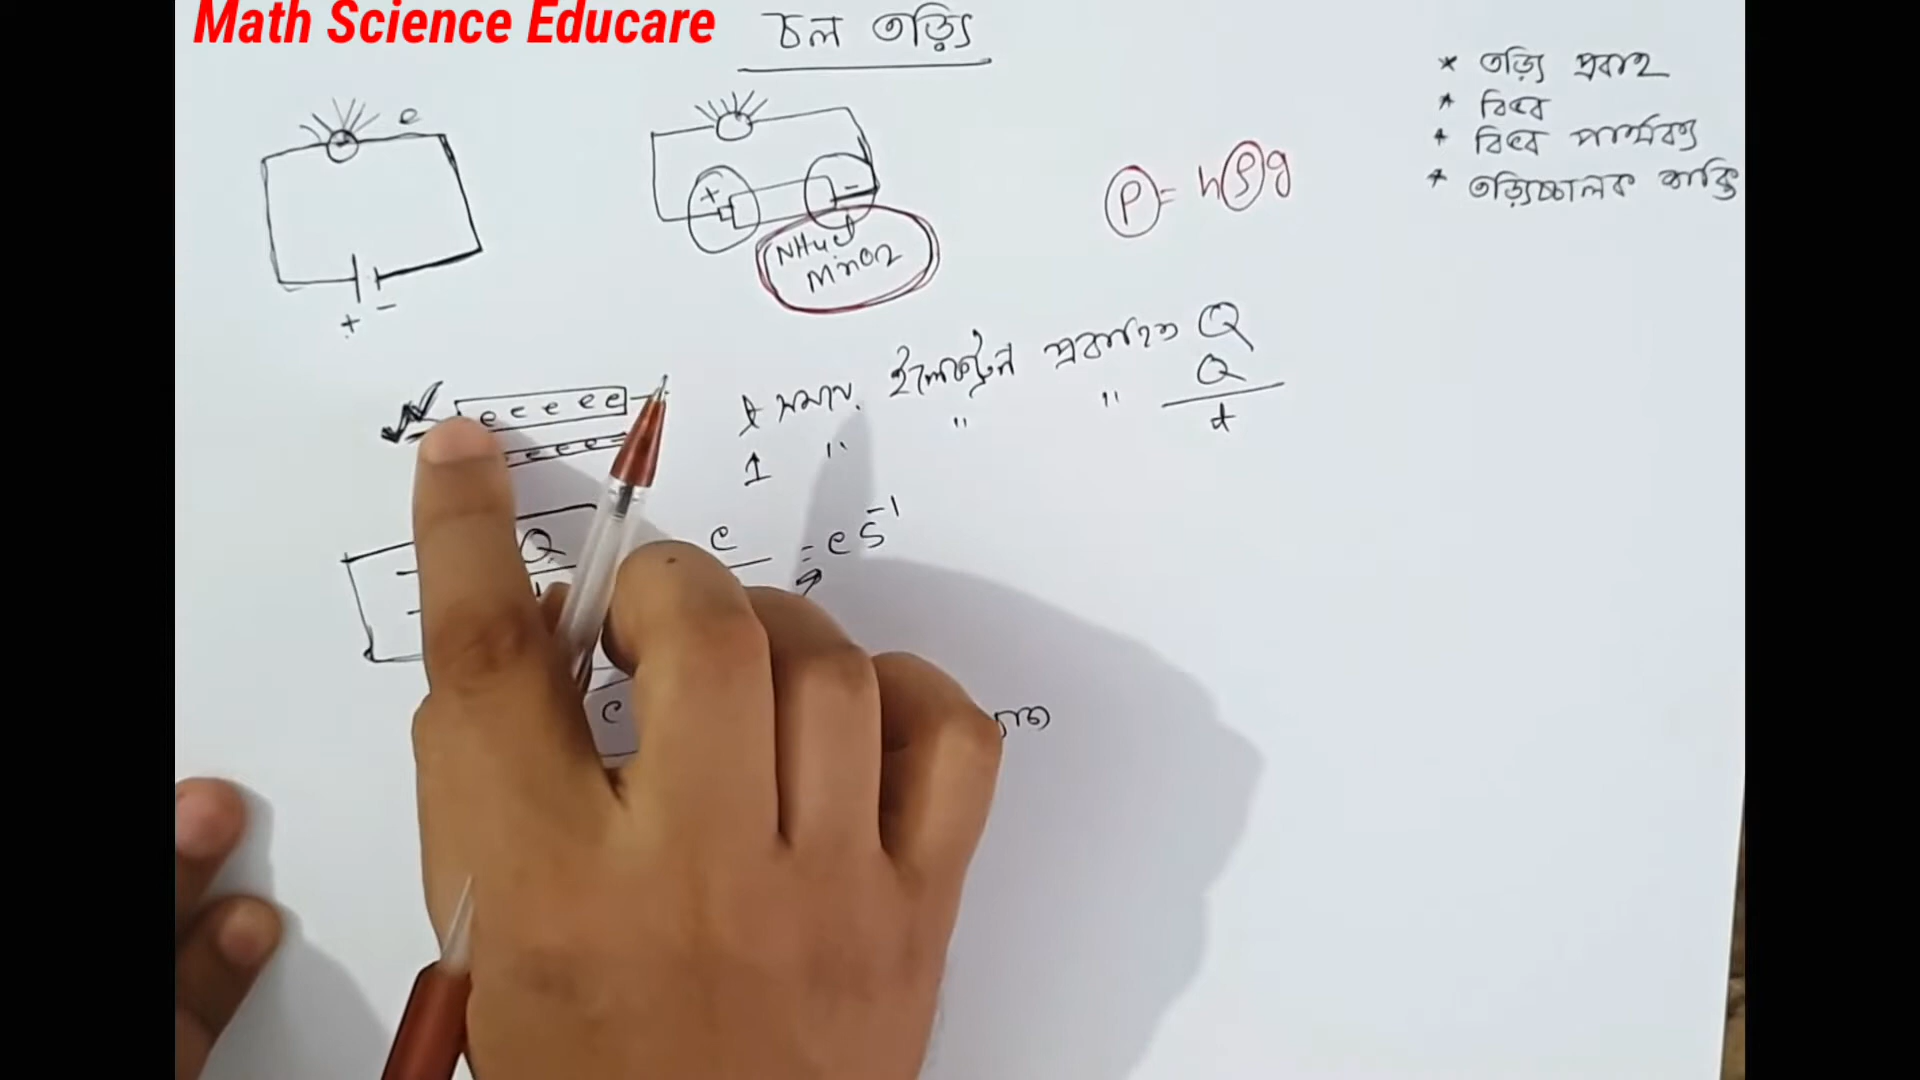 Math Science Educare
চল তড়িৎ
* তড়িৎ প্রবাহ
* বিভব
* বিভব পার্থক্য
* তড়িচ্চালক শক্তি
e
+ -
+ -
NH4Cl
MnO2
P = hρg
e e e e e
e e e
t সময়ে ইলেকট্রন প্রবাহিত Q
1 " " " Q/t
Q
e
= eS⁻¹
e